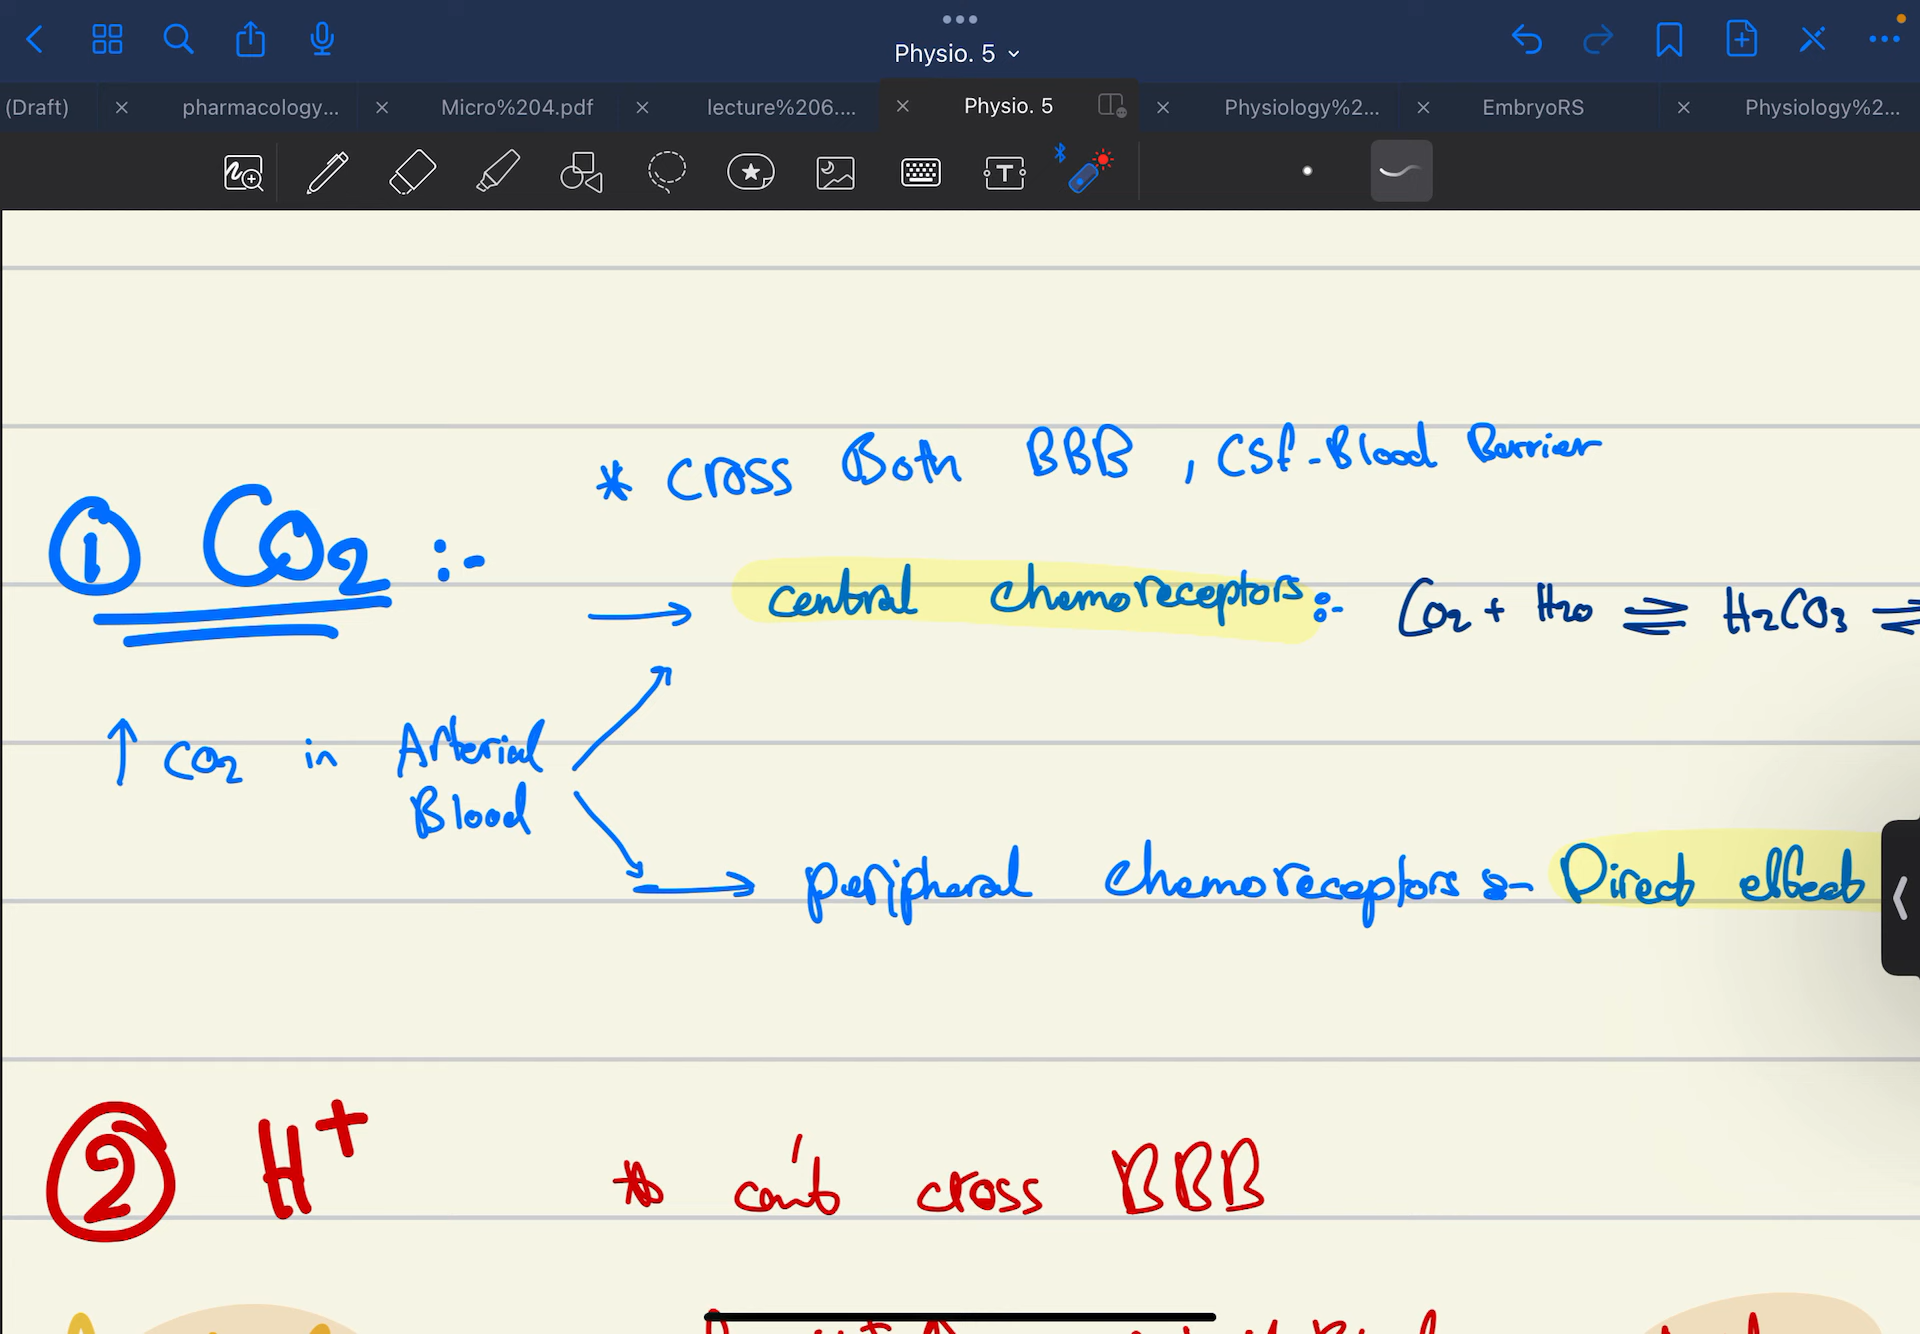 Physio. 5
(Draft)
pharmacology...
Micro%204.pdf
lecture%206....
Physio. 5
Physiology%2...
EmbryoRS
Physiology%2...
* Cross Both BBB, CSf-Blood Barrier
① CO2 :-
→ central chemoreceptors :- CO2 + H2O ⇌ H2CO3 ⇌
↑ CO2 in Arterial
Blood
→ peripheral chemoreceptors :- Direct effect
② H+
* can't cross BBB